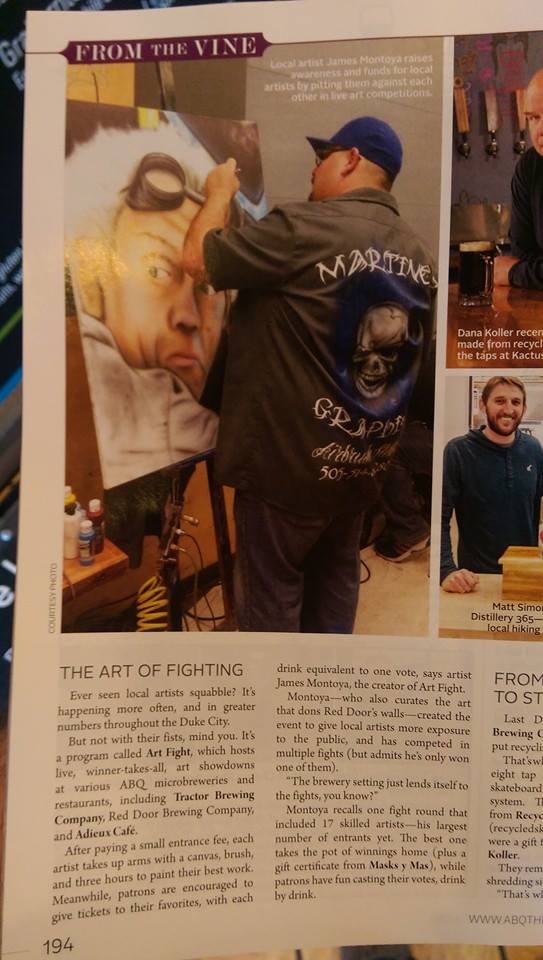 FROM THE VINE
Local artist James Montoya raises
awareness and funds for local
artists by pitting them against each
other in live art competitions.
MARTINE
GRAPHI
Airbrush
505-
COURTESY PHOTO
Dana Koller recen
made from recycl
the taps at Kactus
Matt Simo
Distillery 365—
local hiking
THE ART OF FIGHTING
Ever seen local artists squabble? It's
happening more often, and in greater
numbers throughout the Duke City.
But not with their fists, mind you. It's
a program called Art Fight, which hosts
live, winner-takes-all, art showdowns
at various ABQ microbreweries and
restaurants, including Tractor Brewing
Company, Red Door Brewing Company,
and Adieux Café.
After paying a small entrance fee, each
artist takes up arms with a canvas, brush,
and three hours to paint their best work.
Meanwhile, patrons are encouraged to
give tickets to their favorites, with each
drink equivalent to one vote, says artist
James Montoya, the creator of Art Fight.
Montoya—who also curates the art
that dons Red Door's walls—created the
event to give local artists more exposure
to the public, and has competed in
multiple fights (but admits he's only won
one of them).
"The brewery setting just lends itself to
the fights, you know?"
Montoya recalls one fight round that
included 17 skilled artists—his largest
number of entrants yet. The best one
takes the pot of winnings home (plus a
gift certificate from Masks y Mas), while
patrons have fun casting their votes, drink
by drink.
FROM
TO ST
Last D
Brewing C
put recycli
That's wh
eight tap
skateboard
system. Th
from Recyc
(recycledsk
were a gift f
Koller.
They rem
shredding si
"That's wl
WWW.ABQTH
194